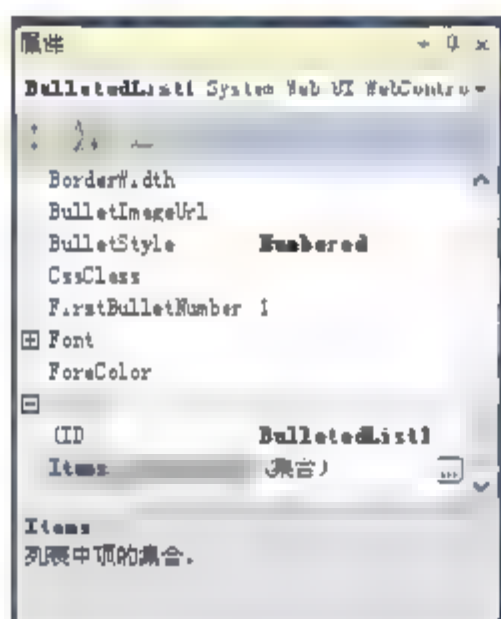 属性
BulletedList1 System.Web.UI.WebContro
BorderWidth
BulletImageUrl
BulletStyle Numbered
CssClass
FirstBulletNumber 1
Font
ForeColor
(ID BulletedList1
Items (集合)
Items
列表中项的集合。